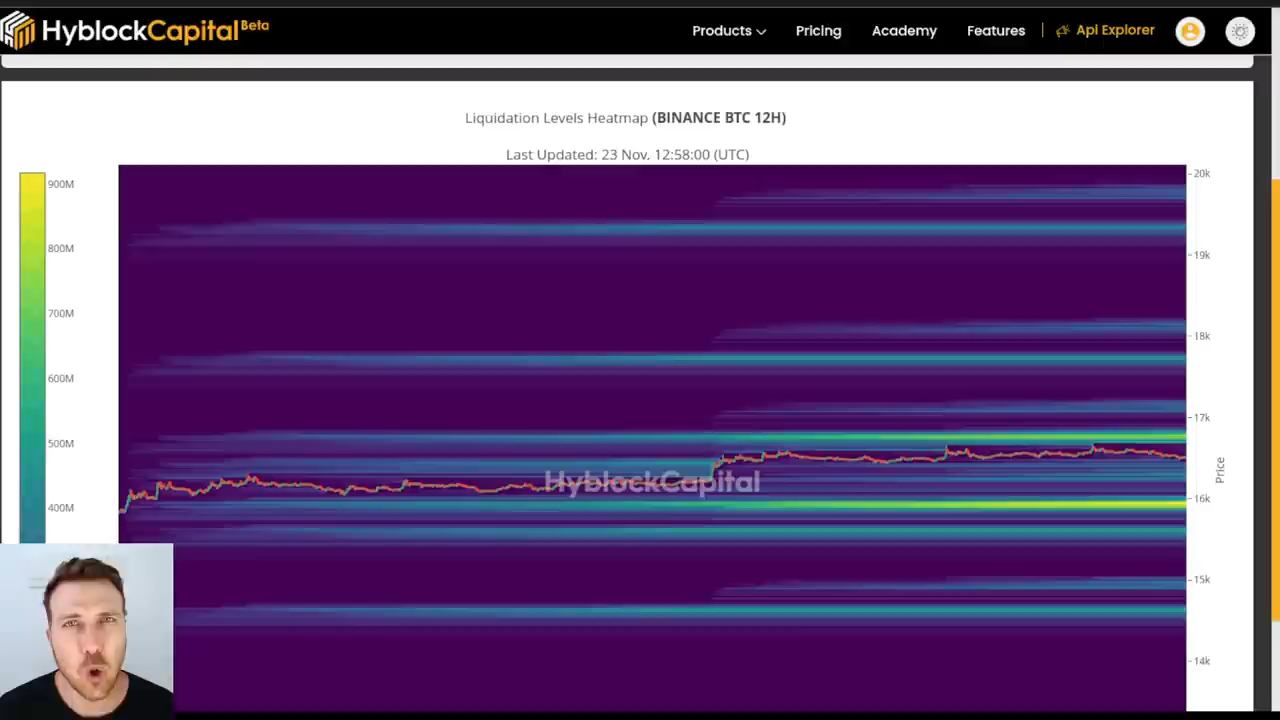 HyblockCapital Beta
Products Pricing Academy Features Api Explorer
Liquidation Levels Heatmap (BINANCE BTC 12H)
Last Updated: 23 Nov, 12:58:00 (UTC)
900M
800M
700M
600M
500M
400M
HyblockCapital
20k
19k
18k
17k
16k
15k
14k
Price